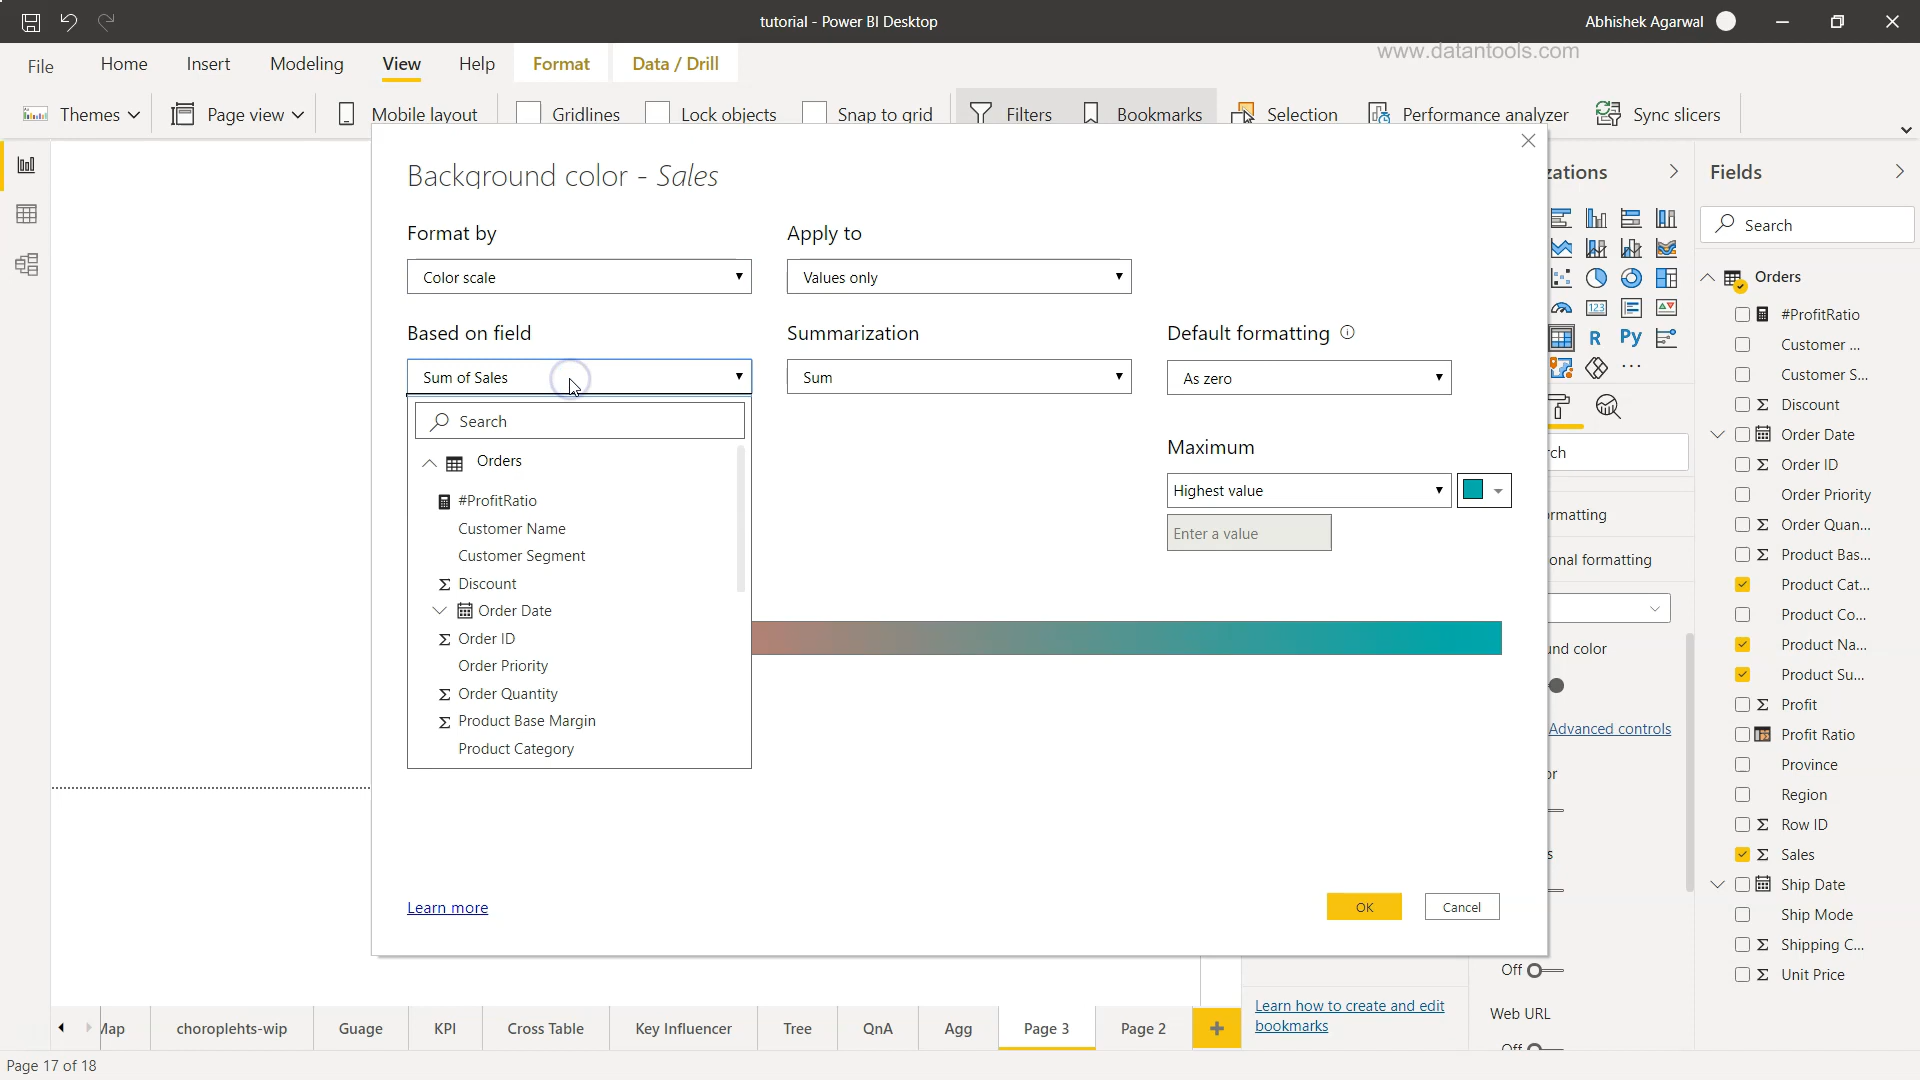 tutorial - Power BI Desktop
Abhishek Agarwal
www.datantools.com
File
Home
Insert
Modeling
View
Help
Format
Data / Drill
Themes
Page view
Mobile layout
Gridlines
Lock objects
Snap to grid
Filters
Bookmarks
Selection
Performance analyzer
Sync slicers
Background color - Sales
Format by
Color scale
Apply to
Values only
Based on field
Sum of Sales
Summarization
Sum
Default formatting
As zero
Search
Orders
#ProfitRatio
Customer Name
Customer Segment
Discount
Order Date
Order ID
Order Priority
Order Quantity
Product Base Margin
Product Category
Maximum
Highest value
Enter a value
Learn more
OK
Cancel
zations
123
R
Py
rch
rmatting
onal formatting
und color
Advanced controls
or
s
Off
Web URL
Off
Fields
Search
Orders
#ProfitRatio
Customer ...
Customer S...
Discount
Order Date
Order ID
Order Priority
Order Quan...
Product Bas...
Product Cat...
Product Co...
Product Na...
Product Su...
Profit
Profit Ratio
Province
Region
Row ID
Sales
Ship Date
Ship Mode
Shipping C...
Unit Price
Learn how to create and edit
bookmarks
Map
choroplehts-wip
Guage
KPI
Cross Table
Key Influencer
Tree
QnA
Agg
Page 3
Page 2
Page 17 of 18